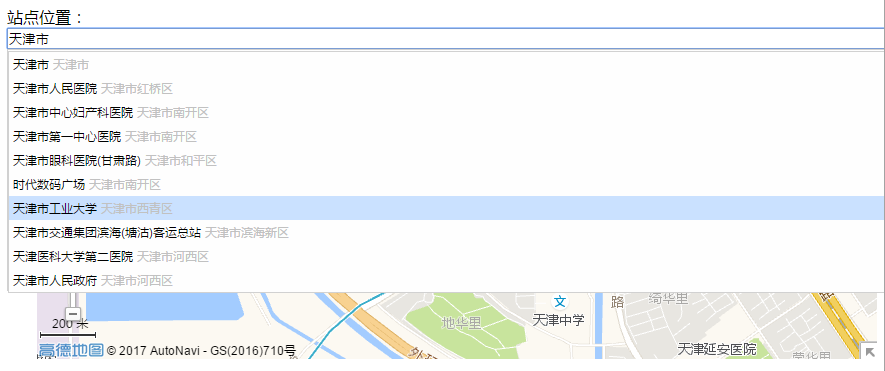 站点位置：
天津市
天津市 天津市
天津市人民医院 天津市红桥区
天津市中心妇产科医院 天津市南开区
天津市第一中心医院 天津市南开区
天津市眼科医院(甘肃路) 天津市和平区
时代数码广场 天津市南开区
天津市工业大学 天津市西青区
天津市交通集团滨海(塘沽)客运总站 天津市滨海新区
天津医科大学第二医院 天津市河西区
天津市人民政府 天津市河西区
文
路
绮华里
200 米
地华里
天津中学
外环
天津延安医院
高德地图 © 2017 AutoNavi - GS(2016)710号